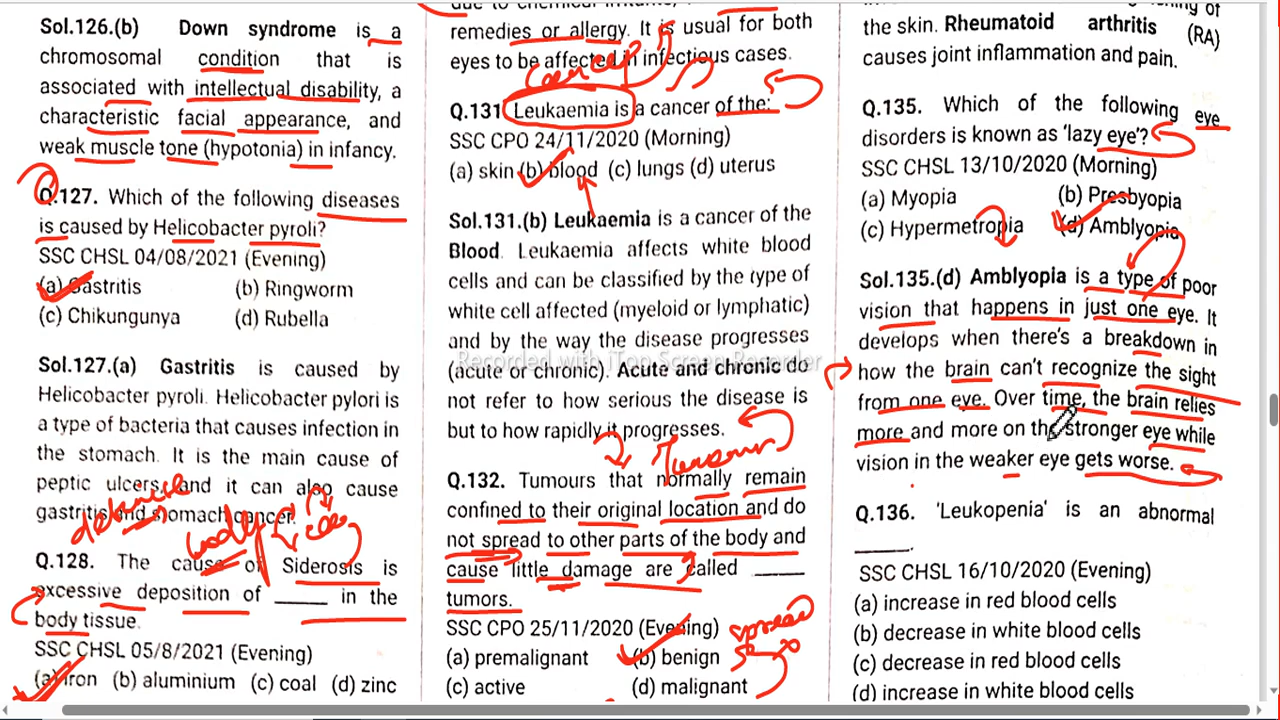 Sol.126.(b) Down syndrome is a
chromosomal condition that is
associated with intellectual disability, a
characteristic facial appearance, and
weak muscle tone (hypotonia) in infancy.
Q.127. Which of the following diseases
is caused by Helicobacter pyroli?
SSC CHSL 04/08/2021 (Evening)
(a) Gastritis (b) Ringworm
(c) Chikungunya (d) Rubella
Sol.127.(a) Gastritis is caused by
Helicobacter pyroli. Helicobacter pylori is
a type of bacteria that causes infection in
the stomach. It is the main cause of
peptic ulcers, and it can also cause
gastritis and stomach cancer.
body
Q.128. The cause of Siderosis is
excessive deposition of ____ in the
body tissue.
SSC CHSL 05/8/2021 (Evening)
(a) iron (b) aluminium (c) coal (d) zinc
remedies or allergy. It is usual for both
eyes to be affected in infectious cases.
Cancer
Q.131 Leukaemia is a cancer of the:
SSC CPO 24/11/2020 (Morning)
(a) skin (b) blood (c) lungs (d) uterus
Sol.131.(b) Leukaemia is a cancer of the
Blood. Leukaemia affects white blood
cells and can be classified by the type of
white cell affected (myeloid or lymphatic)
and by the way the disease progresses
(acute or chronic). Acute and chronic do
not refer to how serious the disease is
but to how rapidly it progresses.
Recorded with iTop Screen Recorder
Q.132. Tumours that normally remain
confined to their original location and do
not spread to other parts of the body and
cause little damage are called ____
tumors.
SSC CPO 25/11/2020 (Evening)
spread
(a) premalignant (b) benign
(c) active (d) malignant
the skin. Rheumatoid arthritis (RA)
causes joint inflammation and pain.
Q.135. Which of the following eye
disorders is known as 'lazy eye'?
SSC CHSL 13/10/2020 (Morning)
(a) Myopia (b) Presbyopia
(c) Hypermetropia (d) Amblyopia
Sol.135.(d) Amblyopia is a type of poor
vision that happens in just one eye. It
develops when there's a breakdown in
how the brain can't recognize the sight
from one eye. Over time, the brain relies
more and more on the stronger eye while
vision in the weaker eye gets worse.
Q.136. 'Leukopenia' is an abnormal
____.
SSC CHSL 16/10/2020 (Evening)
(a) increase in red blood cells
(b) decrease in white blood cells
(c) decrease in red blood cells
(d) increase in white blood cells